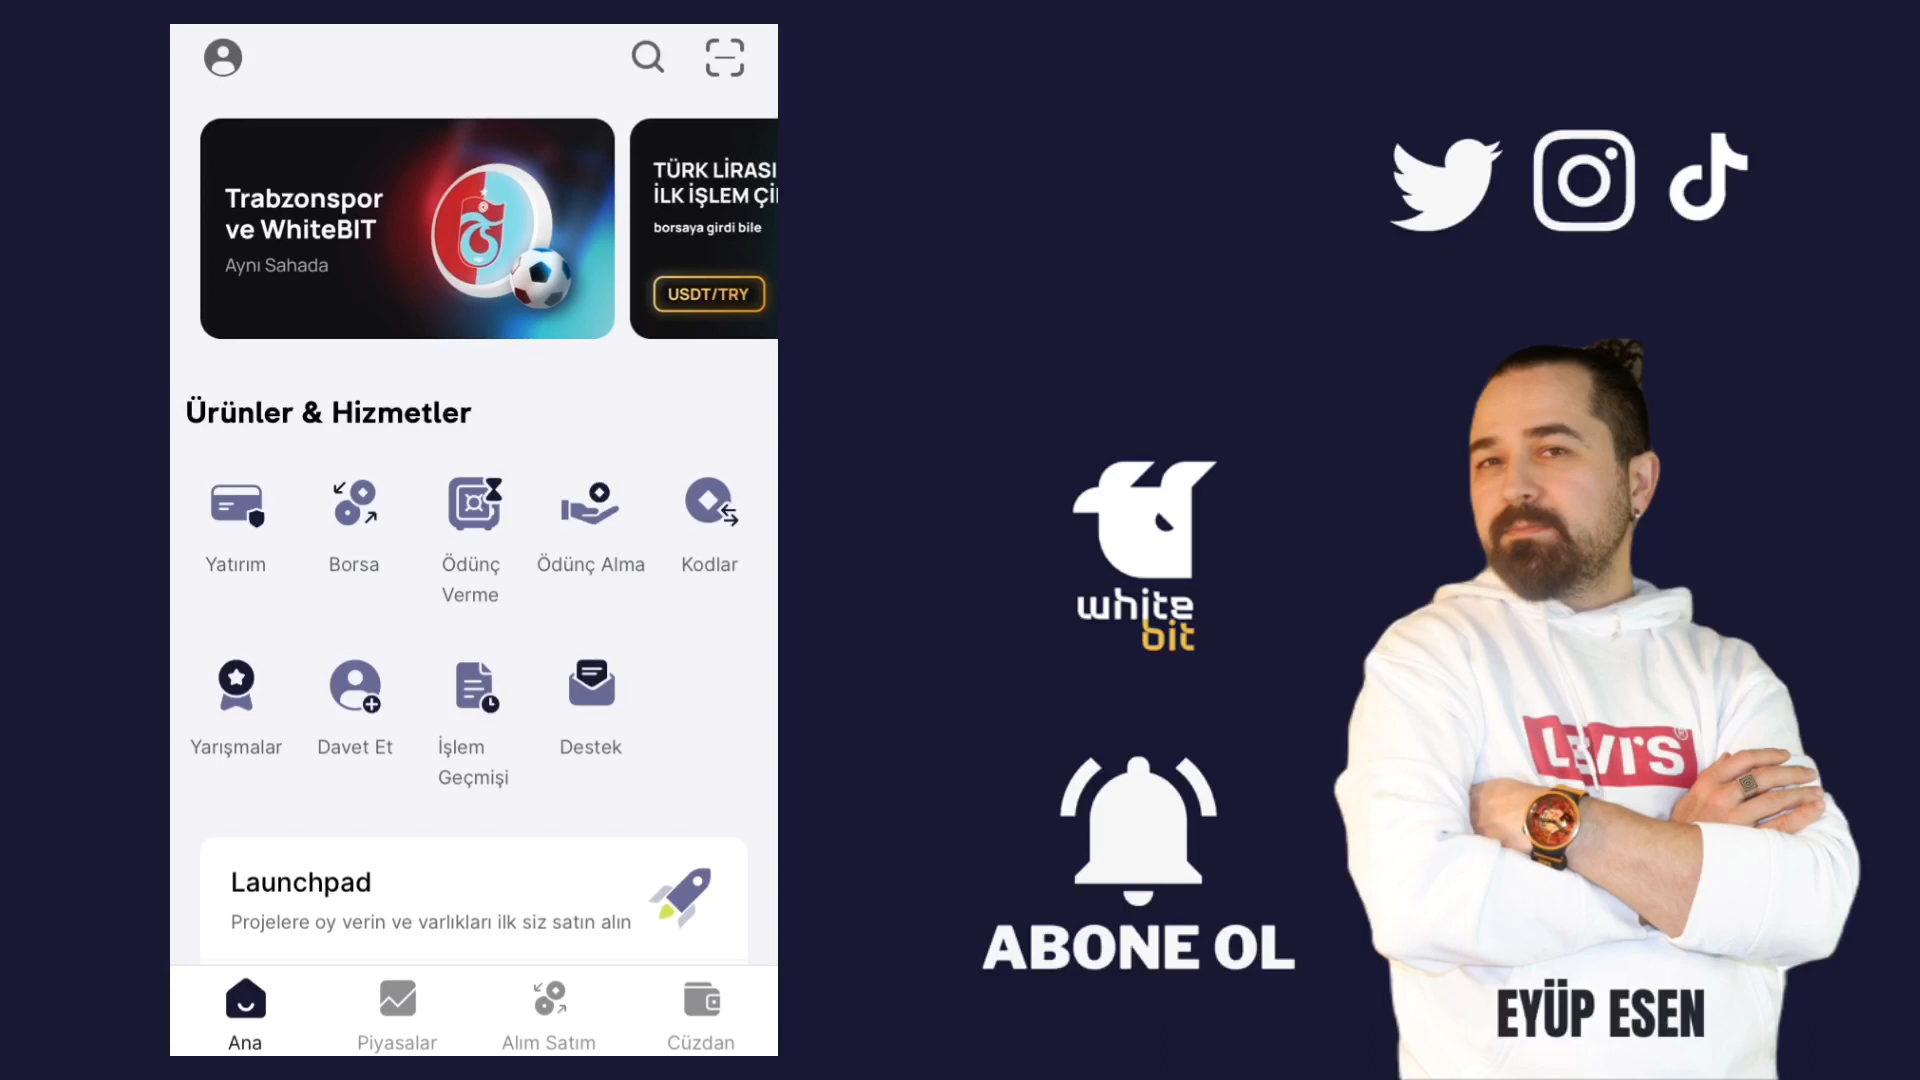 Trabzonspor
ve WhiteBIT
Aynı Sahada
TÜRK LİRASI
İLK İŞLEM Çİ
borsaya girdi bile
USDT/TRY
Ürünler & Hizmetler
Yatırım
Borsa
Ödünç
Verme
Ödünç Alma
Kodlar
Yarışmalar
Davet Et
İşlem
Geçmişi
Destek
Launchpad
Projelere oy verin ve varlıkları ilk siz satın alın
Ana
Piyasalar
Alım Satım
Cüzdan
white
bit
ABONE OL
LEVI'S®
EYÜP ESEN